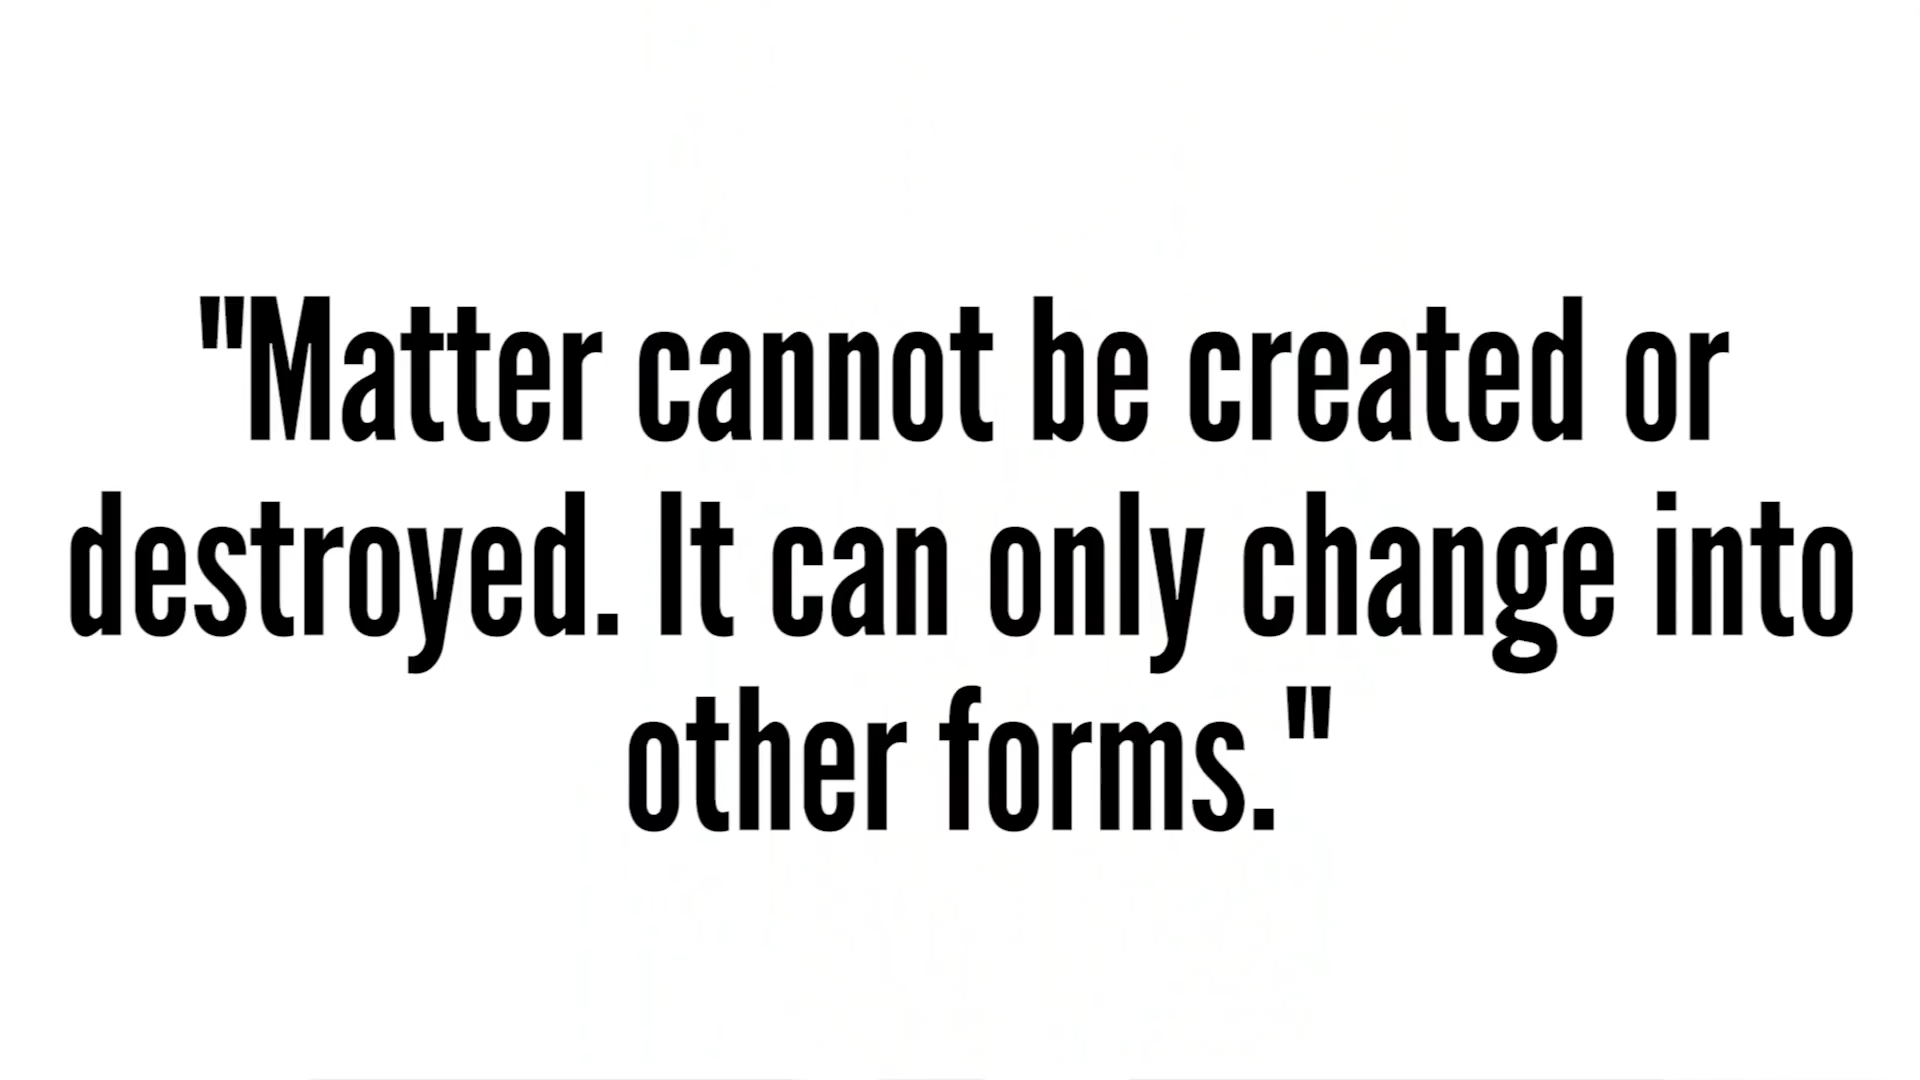 "Matter cannot be created or
destroyed. It can only change into
other forms."